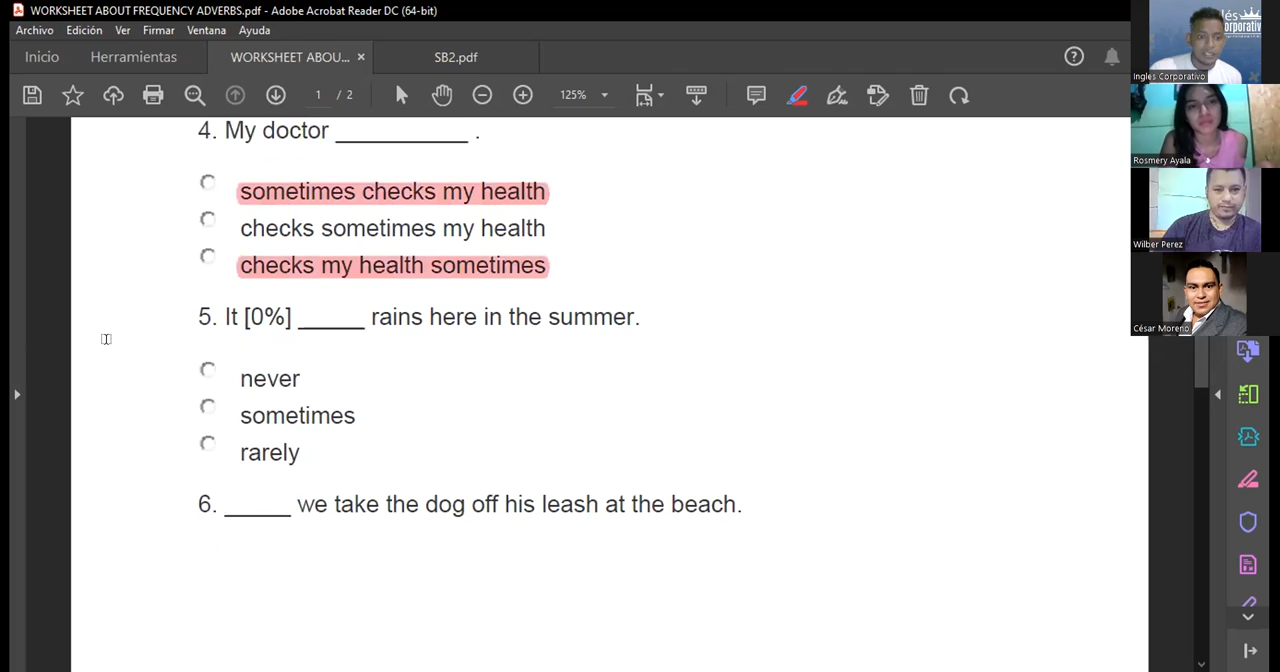 WORKSHEET ABOUT FREQUENCY ADVERBS.pdf - Adobe Acrobat Reader DC (64-bit)
Archivo Edición Ver Firmar Ventana Ayuda
Inicio Herramientas WORKSHEET ABOU... × SB2.pdf
1 / 2 125%
4. My doctor __________ .
sometimes checks my health
checks sometimes my health
checks my health sometimes
5. It [0%] _____ rains here in the summer.
never
sometimes
rarely
6. _____ we take the dog off his leash at the beach.
Ingles Corporativo
Rosmery Ayala
Wilber Perez
César Moreno